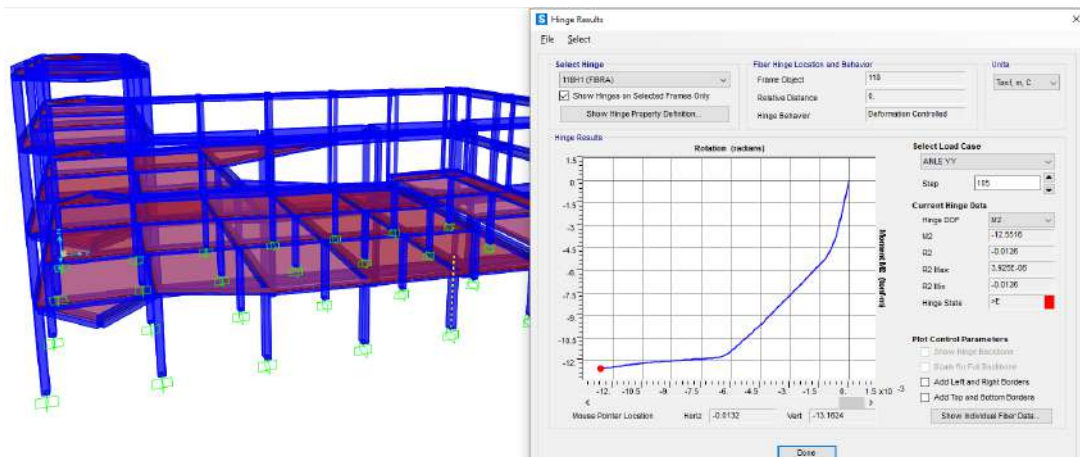 Hinge Results
File Select
Select Hinge
118H1 (FIBRA)
Show Hinges on Selected Frames Only
Show Hinge Property Definition...
Fiber Hinge Location and Behavior
Frame Object 118
Relative Distance 0.
Hinge Behavior Deformation Controlled
Units
Tonf, m, C
Hinge Results
Rotation (radians)
1.5
0.
-1.5
-3.
-4.5
-6.
-7.5
-9.
-10.5
-12.
-12. -10.5 -9. -7.5 -6. -4.5 -3. -1.5 0. 1.5 x10 -3
Mouse Pointer Location Horiz -0.0132 Vert -13.1624
Select Load Case
ANLE YY
Step 105
Current Hinge Data
Hinge DOF M2
M2 -12.5516
R2 -0.0126
R2 Max 3.925E-06
R2 Min -0.0126
Hinge State >E
Plot Control Parameters
Show Hinge Backbone
Scale for Full Backbone
Add Left and Right Borders
Add Top and Bottom Borders
Show Individual Fiber Data...
Done